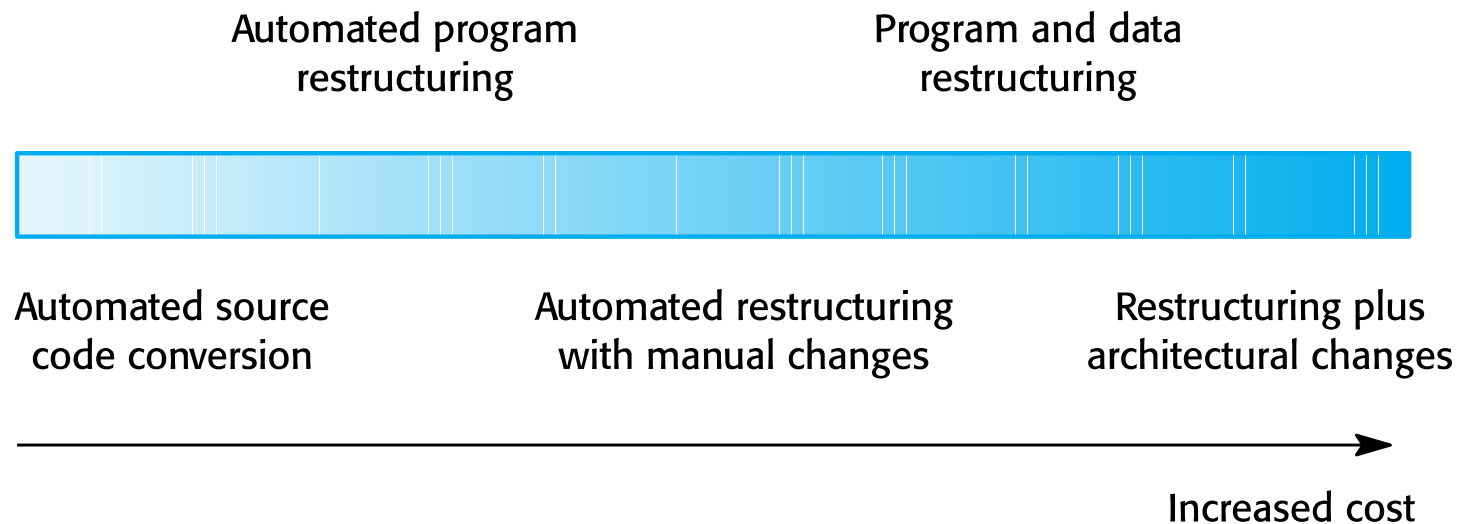 Automated program
restructuring
Program and data
restructuring
Automated source
code conversion
Automated restructuring
with manual changes
Restructuring plus
architectural changes
Increased cost